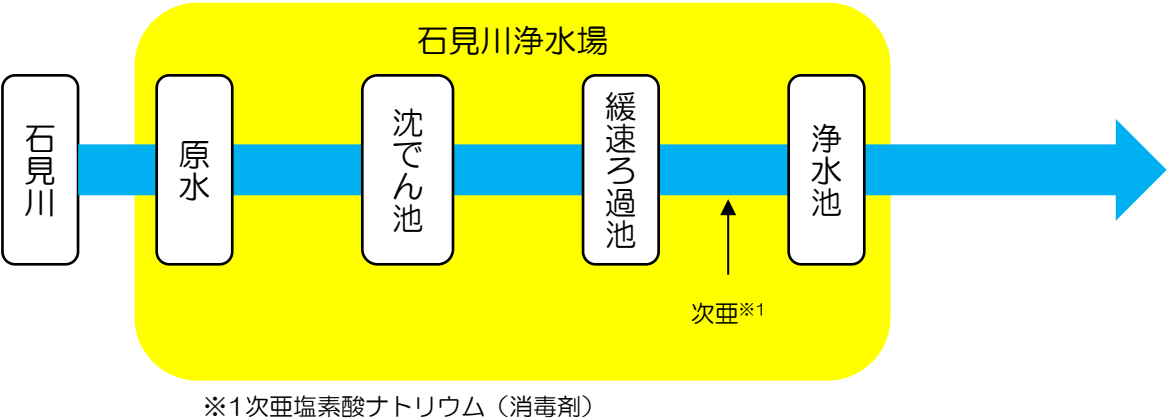 石見川浄水場
石見川
原水
沈でん池
緩速ろ過池
浄水池
次亜※1
※1次亜塩素酸ナトリウム（消毒剤）